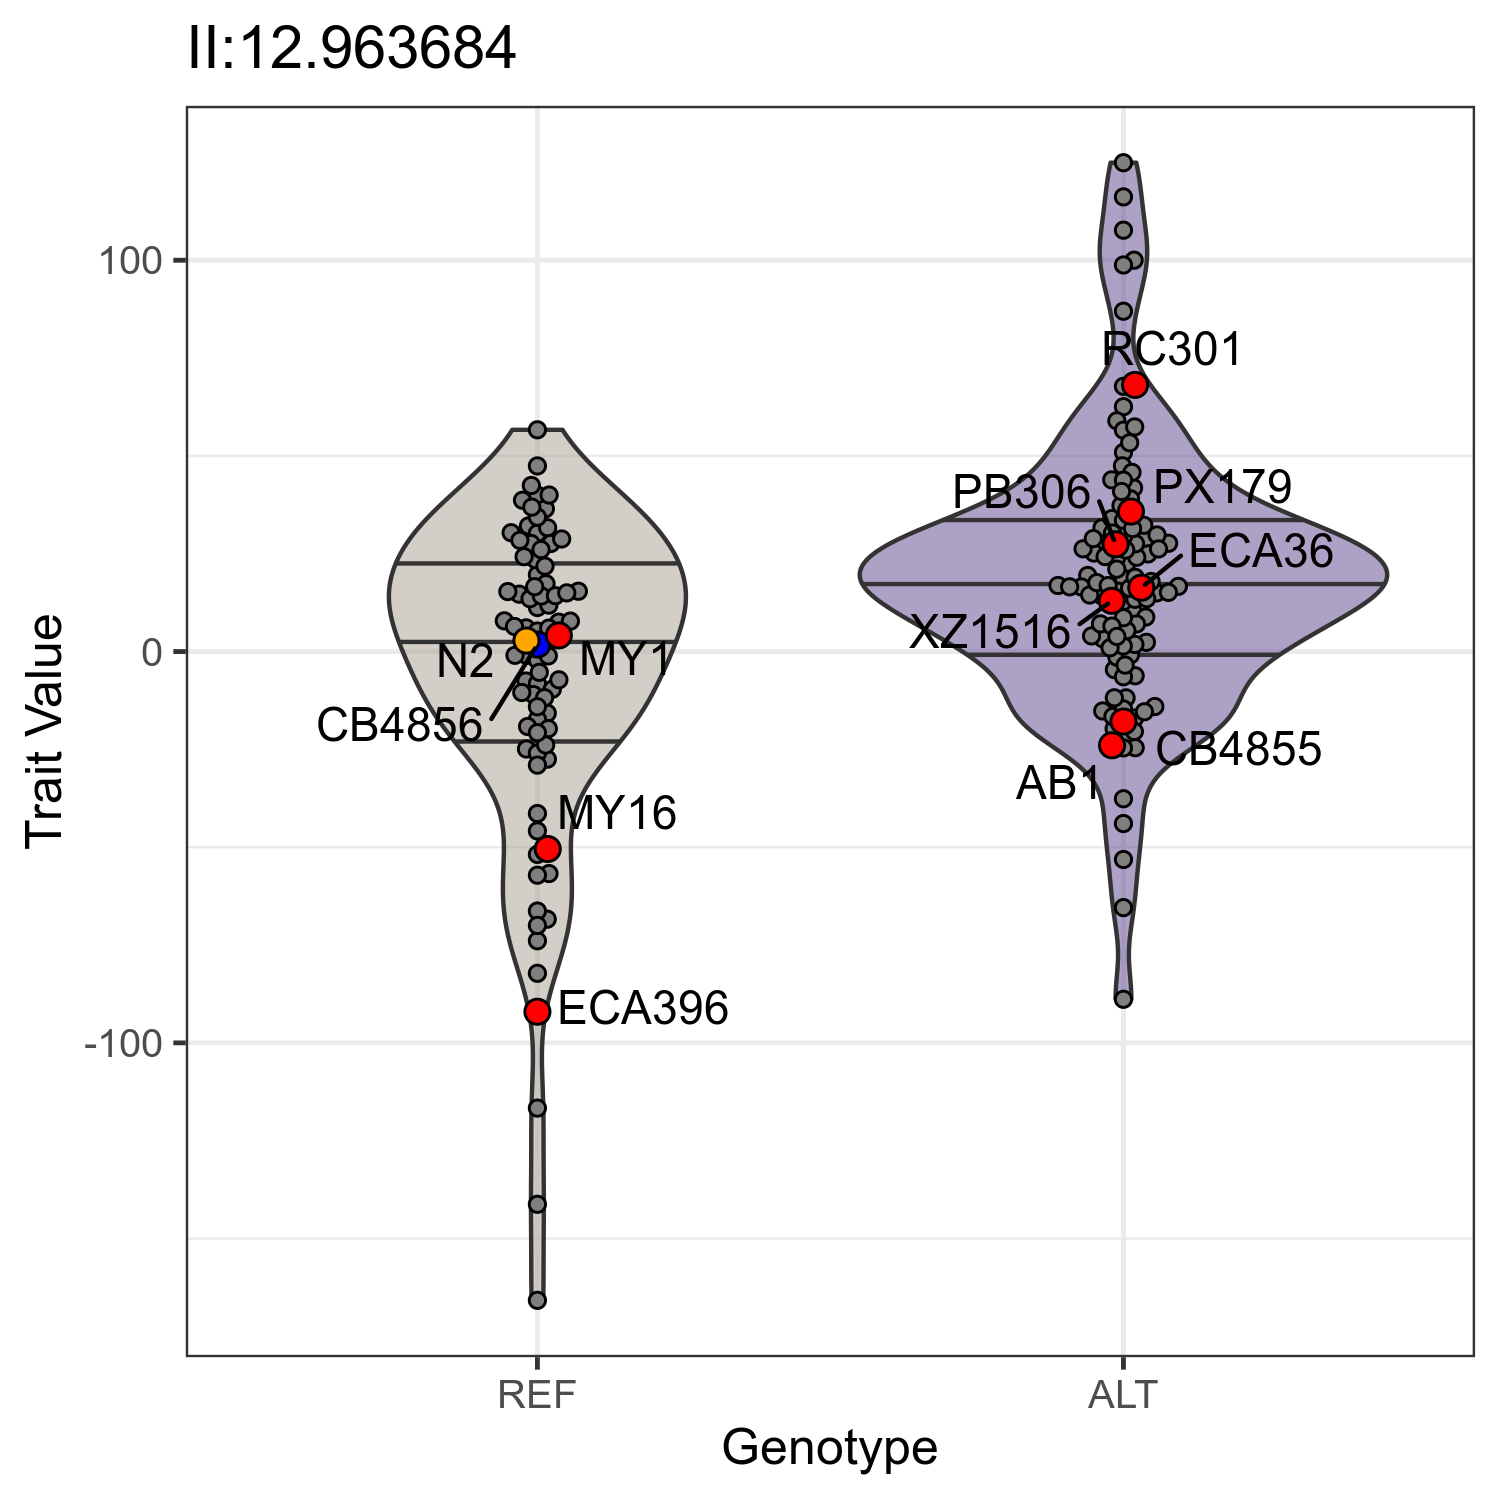 II:12.963684
Trait Value
100
0
-100
RC301
PB306
PX179
ECA36
XZ1516
N2
MY1
CB4856
CB4855
AB1
MY16
ECA396
REF
ALT
Genotype